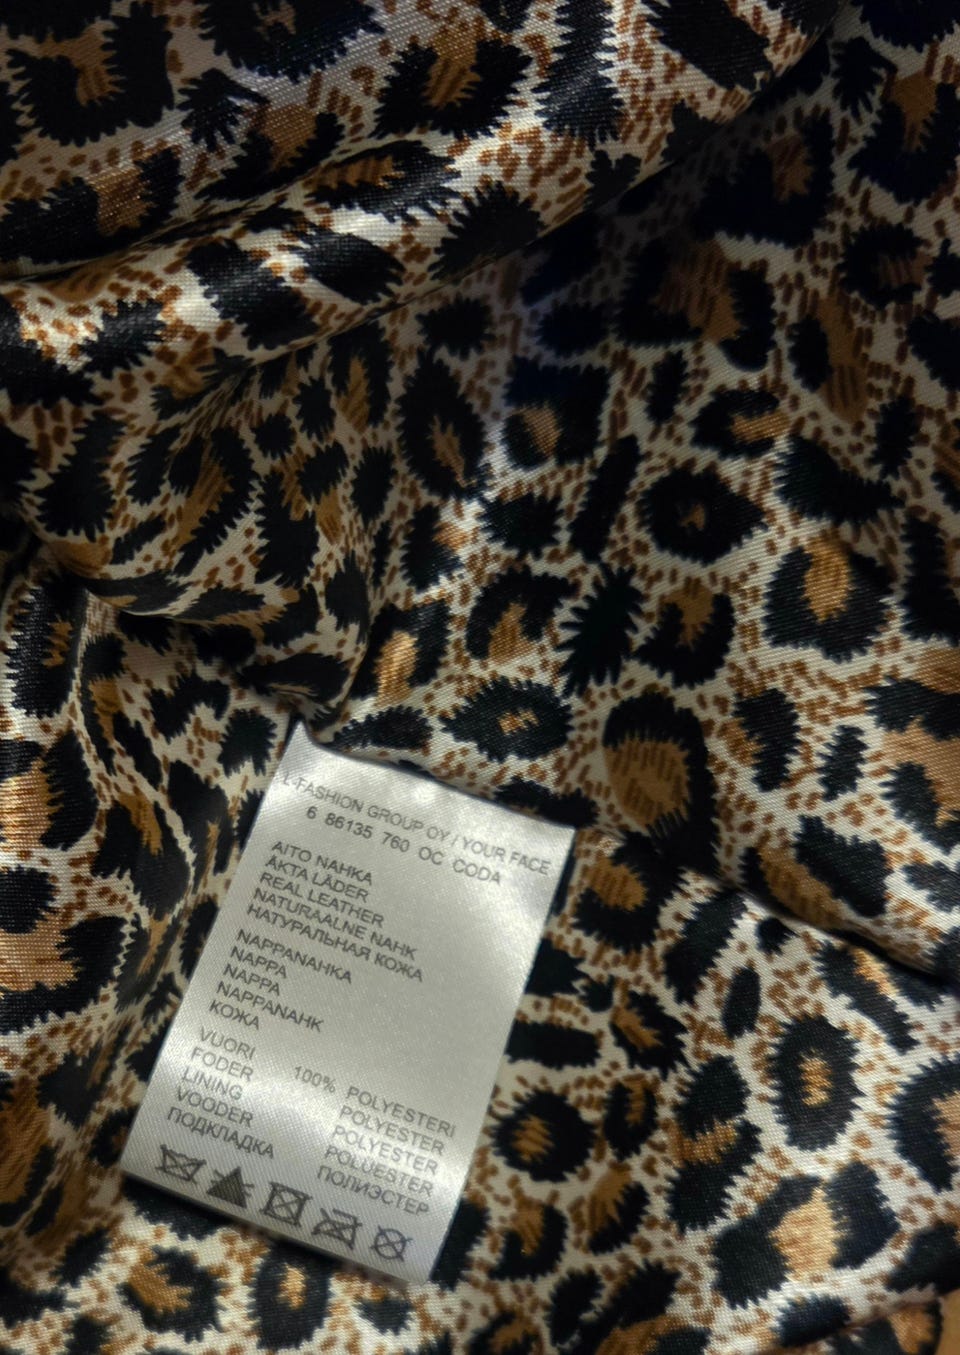 L-FASHION GROUP OY / YOUR FACE
6 86135 760 OC CODA
AITO NAHKA
ÄKTA LÄDER
REAL LEATHER
NATURAALNE NAHK
НАТУРАЛЬНАЯ КОЖА
NAPPANAHKA
NAPPA
NAPPA
NAPPANAHK
КОЖА
VUORI 100% POLYESTERI
FODER POLYESTER
LINING POLYESTER
VOODER POLUESTER
ПОДКЛАДКА ПОЛИЭСТЕР